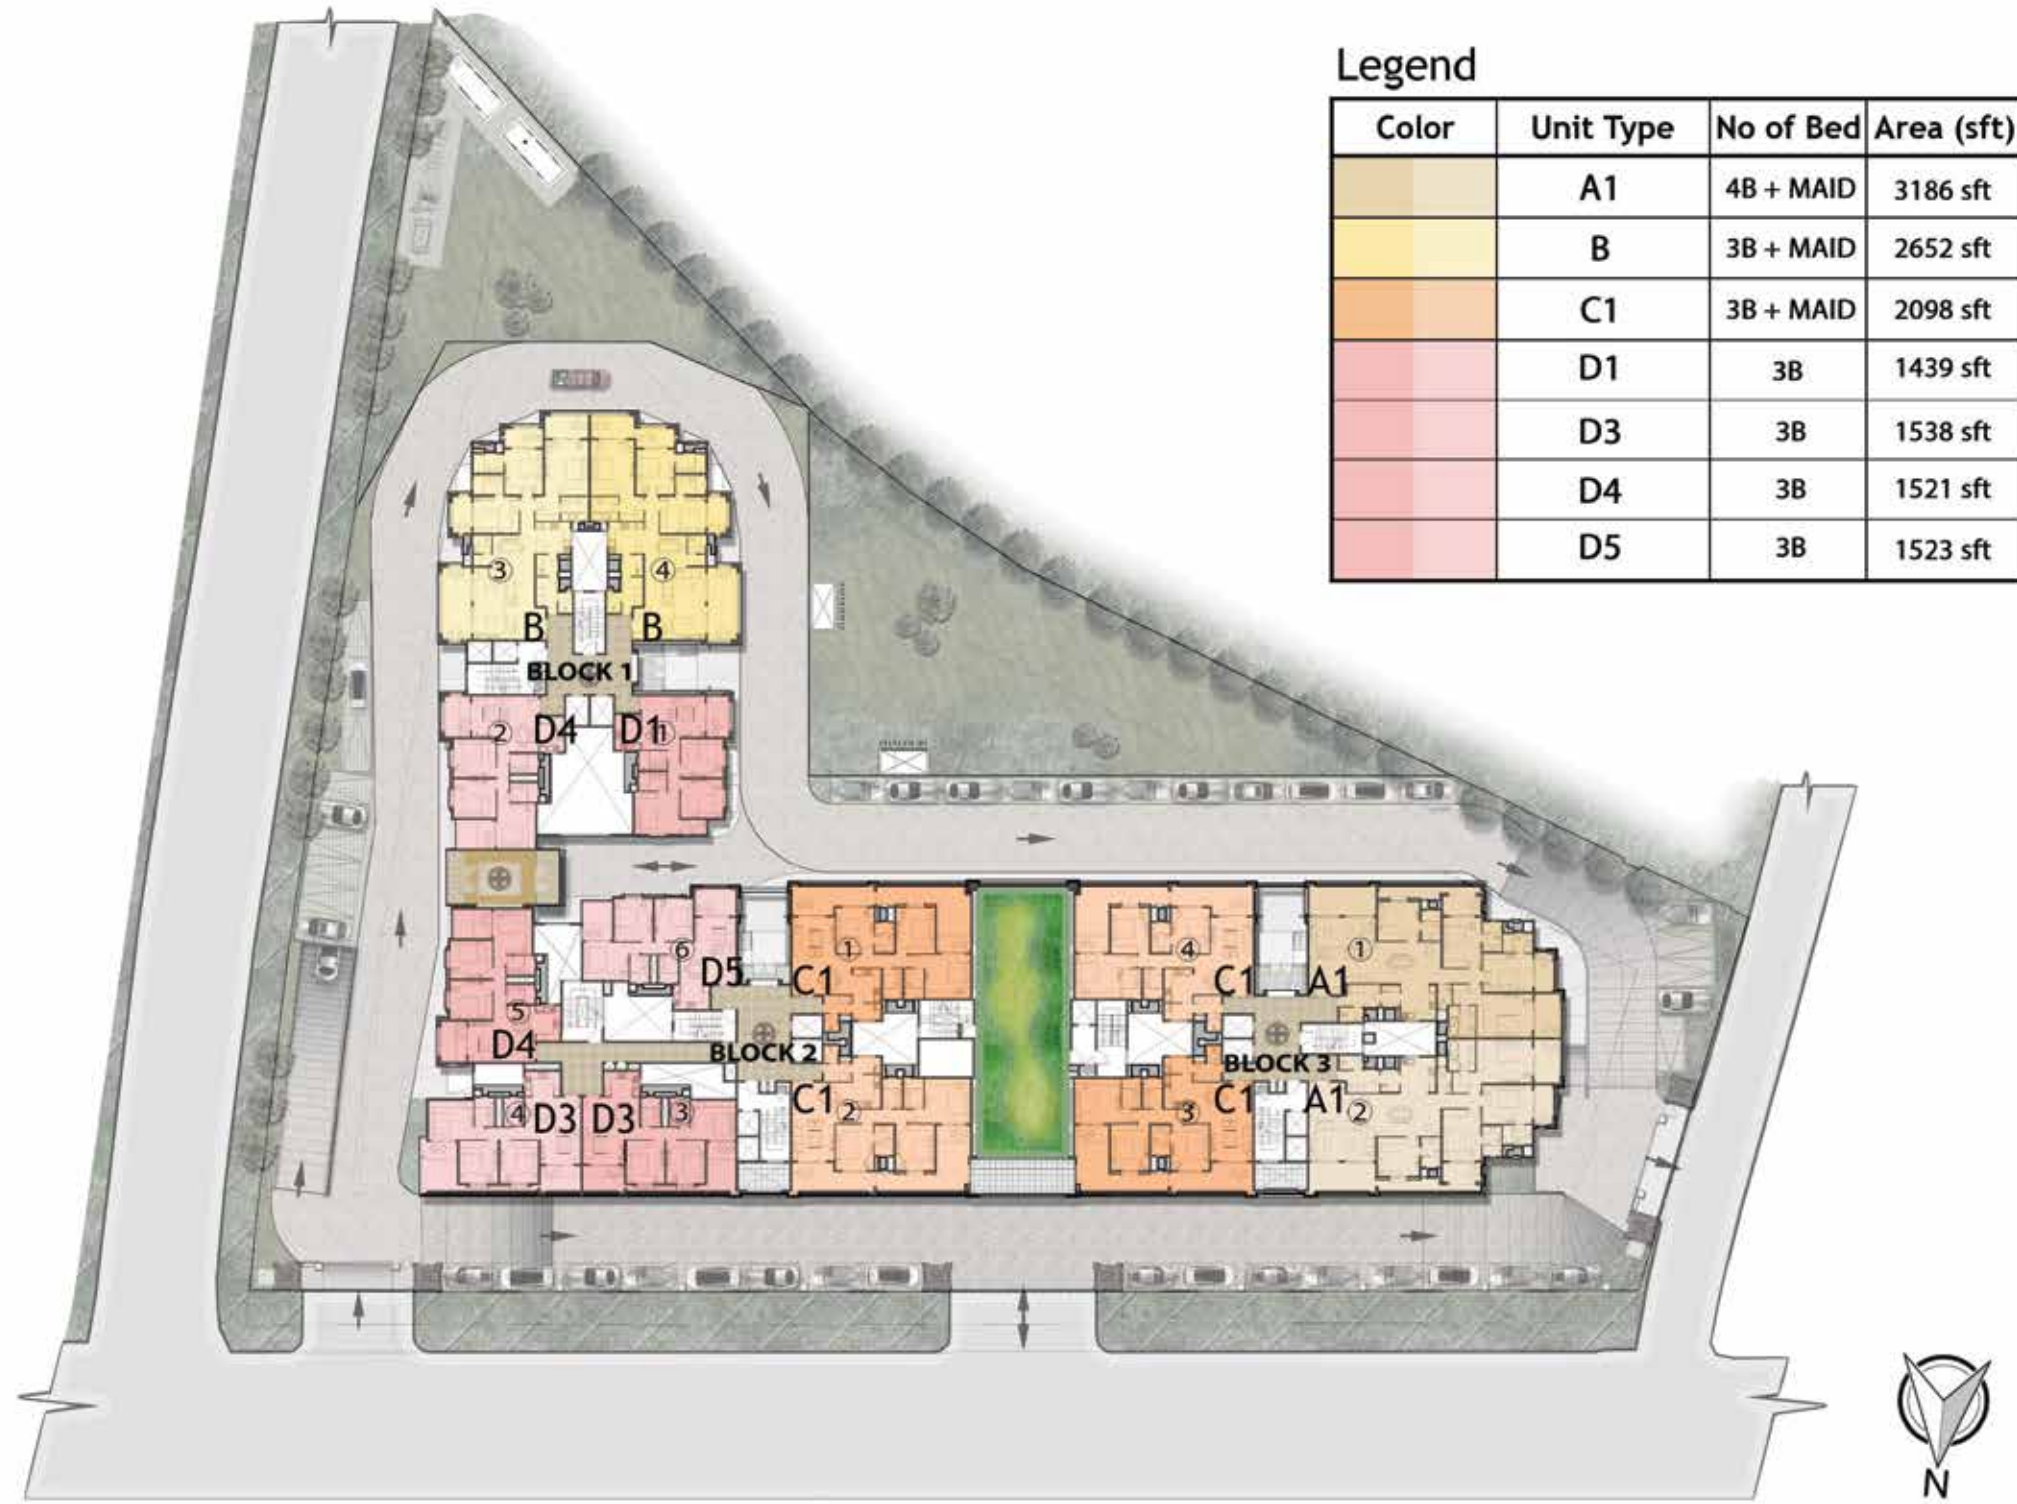 Legend
Color Unit Type No of Bed Area (sft)
A1 4B + MAID 3186 sft
B 3B + MAID 2652 sft
C1 3B + MAID 2098 sft
D1 3B 1439 sft
D3 3B 1538 sft
D4 3B 1521 sft
D5 3B 1523 sft
③ ④
B B
BLOCK 1
② D4 D1 ①
⑥ ① ④ ①
D5 C1 C1 A1
⑤
D4
BLOCK 2 BLOCK 3
④ D3 D3 ③ C1 ② ③ C1 A1 ②
N